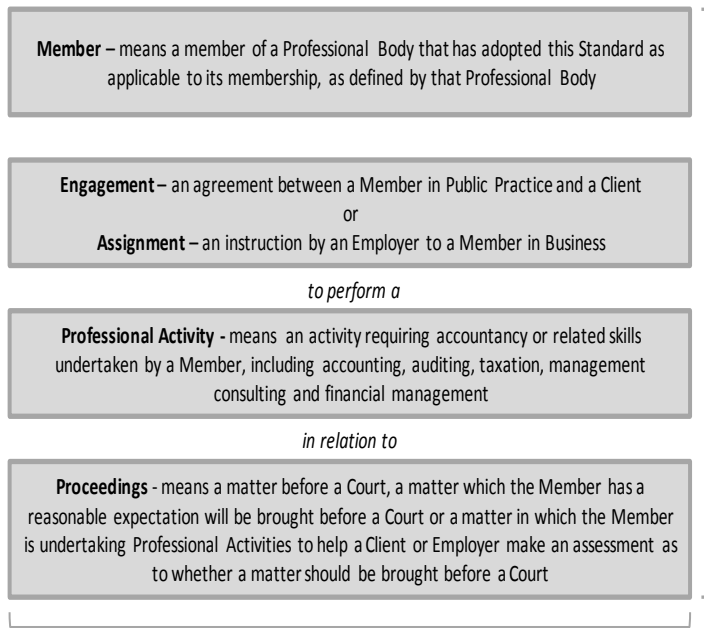 Member – means a member of a Professional Body that has adopted this Standard as
applicable to its membership, as defined by that Professional Body
Engagement – an agreement between a Member in Public Practice and a Client
or
Assignment – an instruction by an Employer to a Member in Business
to perform a
Professional Activity - means an activity requiring accountancy or related skills
undertaken by a Member, including accounting, auditing, taxation, management
consulting and financial management
in relation to
Proceedings - means a matter before a Court, a matter which the Member has a
reasonable expectation will be brought before a Court or a matter in which the Member
is undertaking Professional Activities to help a Client or Employer make an assessment as
to whether a matter should be brought before a Court